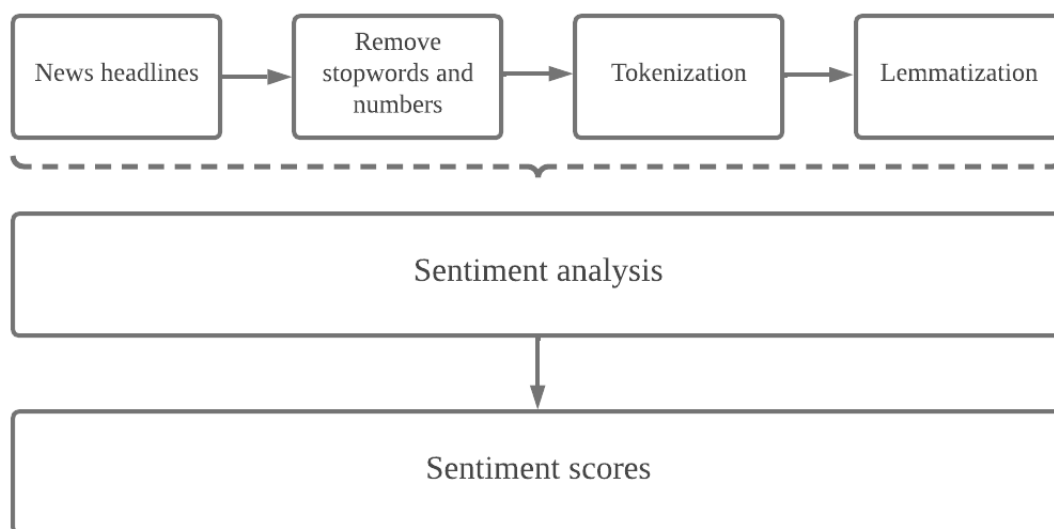 News headlines
Remove
stopwords and
numbers
Tokenization
Lemmatization
Sentiment analysis
Sentiment scores